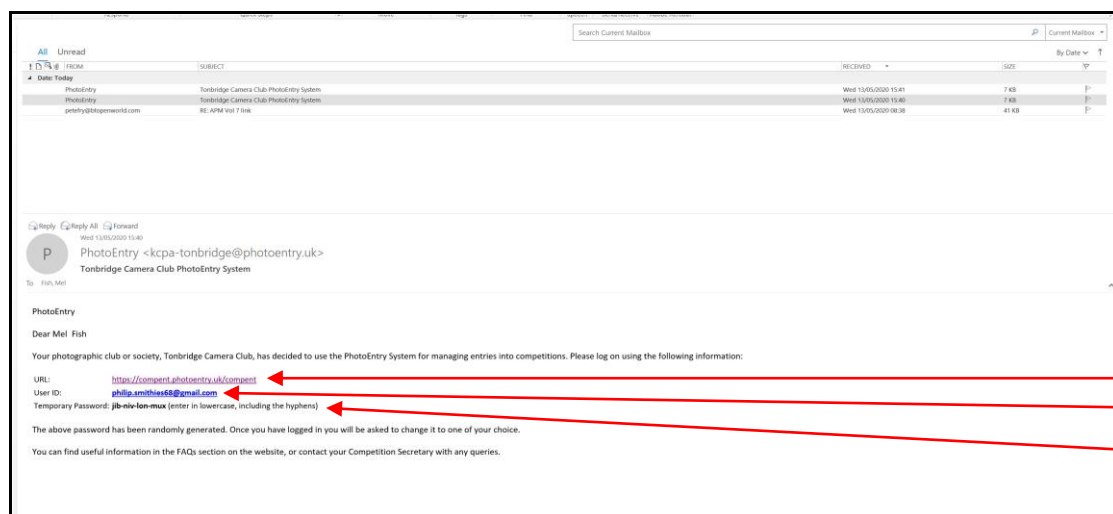 Search Current Mailbox
Current Mailbox
All Unread
By Date
FROM SUBJECT RECEIVED SIZE
Date: Today
PhotoEntry Tonbridge Camera Club PhotoEntry System Wed 13/05/2020 15:41 7 KB
PhotoEntry Tonbridge Camera Club PhotoEntry System Wed 13/05/2020 15:40 7 KB
petefry@btopenworld.com RE: APM Vol 7 link Wed 13/05/2020 08:38 41 KB
Reply Reply All Forward
Wed 13/05/2020 15:40
P
PhotoEntry <kcpa-tonbridge@photoentry.uk>
Tonbridge Camera Club PhotoEntry System
To Fish, Mel
PhotoEntry
Dear Mel Fish
Your photographic club or society, Tonbridge Camera Club, has decided to use the PhotoEntry System for managing entries into competitions. Please log on using the following information:
URL: https://compent.photoentry.uk/compent
User ID: philip.smithies68@gmail.com
Temporary Password: jib-niv-lon-mux (enter in lowercase, including the hyphens)
The above password has been randomly generated. Once you have logged in you will be asked to change it to one of your choice.
You can find useful information in the FAQs section on the website, or contact your Competition Secretary with any queries.